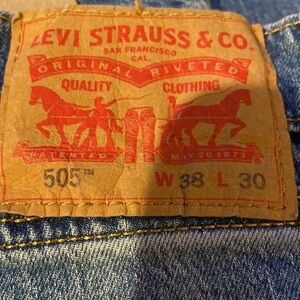 LEVI STRAUSS & CO.
SAN FRANCISCO
CAL.
ORIGINAL RIVETED
QUALITY CLOTHING
PATENTED MAY 20 1873
505™ W 38 L 30